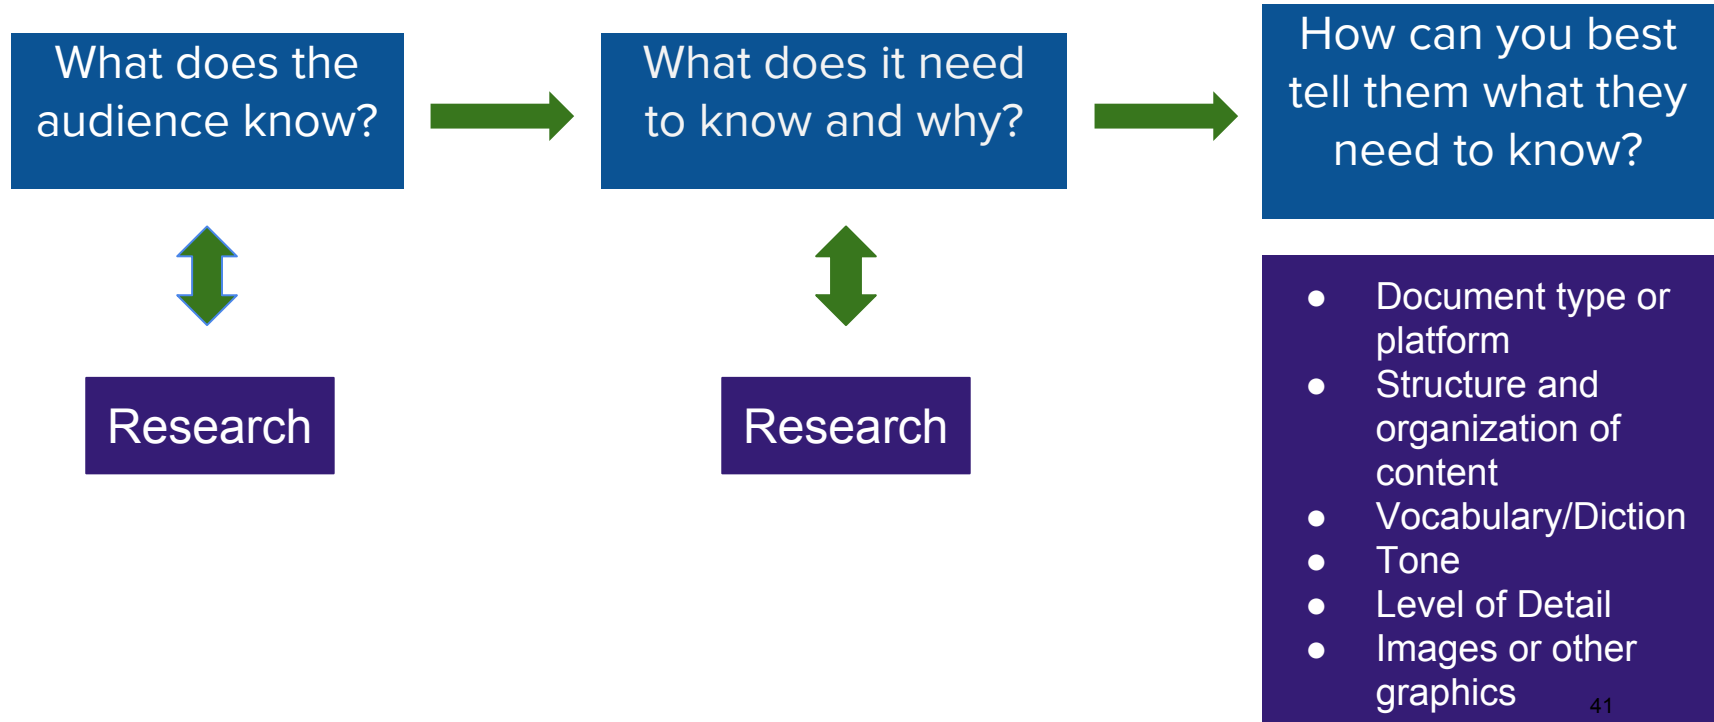 What does the
audience know?
What does it need
to know and why?
How can you best
tell them what they
need to know?
Research
Research
● Document type or
platform
● Structure and
organization of
content
● Vocabulary/Diction
● Tone
● Level of Detail
● Images or other
graphics
41